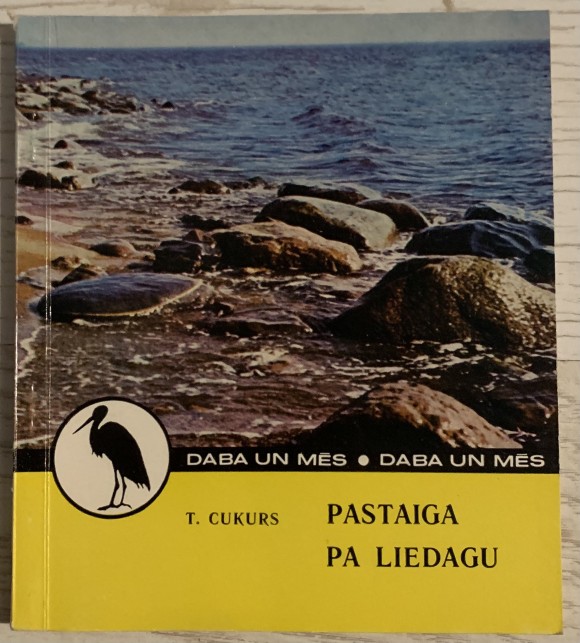 DABA UN MĒS ● DABA UN MĒS
T. CUKURS
PASTAIGA
PA LIEDAGU